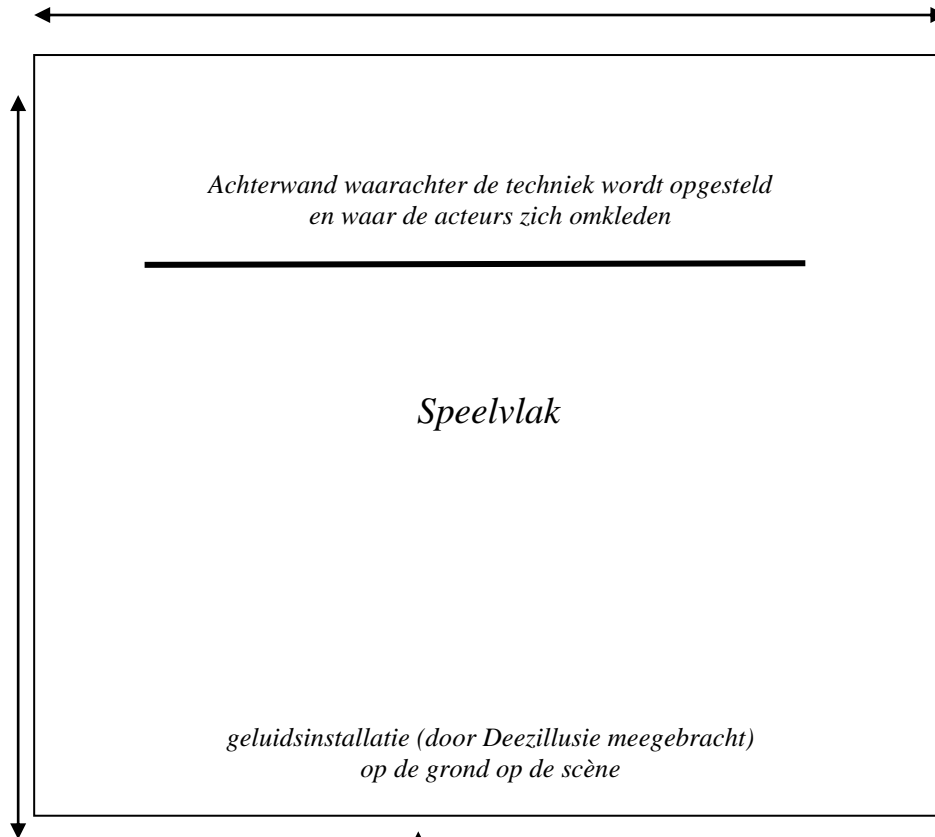 Achterwand waarachter de techniek wordt opgesteld
en waar de acteurs zich omkleden
Speelvlak
geluidsinstallatie (door Deezillusie meegebracht)
op de grond op de scène